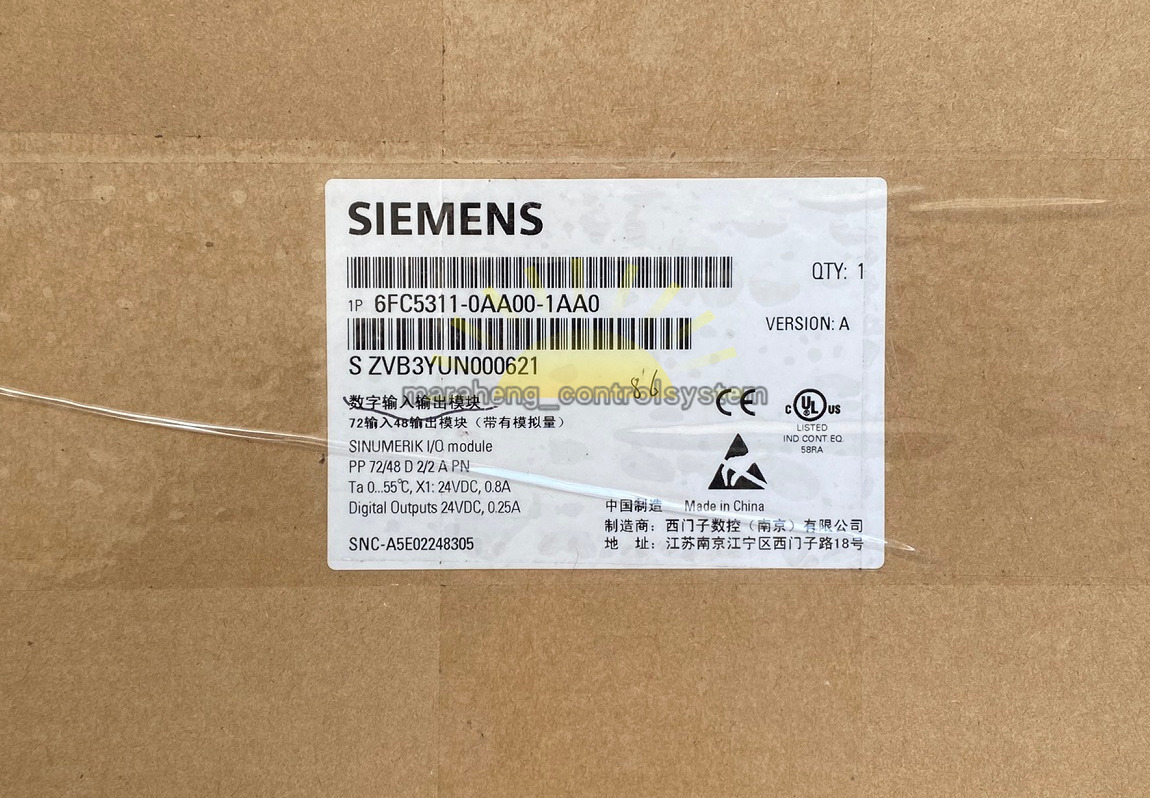 SIEMENS
QTY: 1
1P 6FC5311-0AA00-1AA0
VERSION: A
S ZVB3YUN000621
86
maraheng_controlsystem
数字输入输出模块
72输入48输出模块（带有模拟量）
SINUMERIK I/O module
PP 72/48 D 2/2 A PN
Ta 0...55℃, X1: 24VDC, 0.8A
Digital Outputs 24VDC, 0.25A
SNC-A5E02248305
CE
c UL us
LISTED
IND.CONT.EQ.
58RA
中国制造 Made in China
制造商：西门子数控（南京）有限公司
地 址：江苏南京江宁区西门子路18号